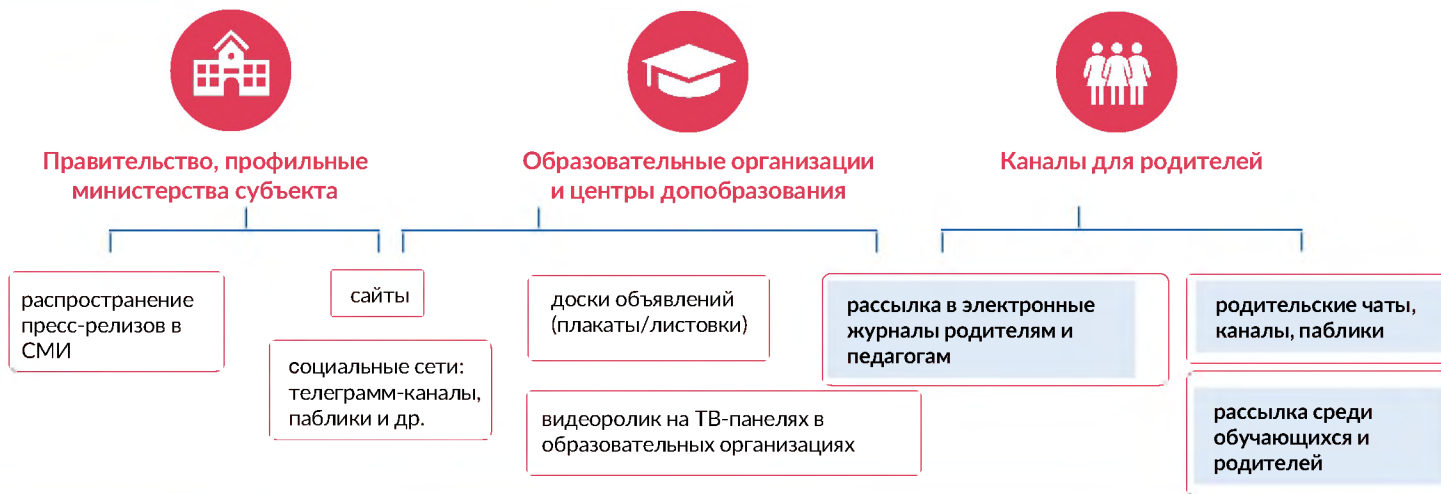 Правительство, профильные
министерства субъекта
Образовательные организации
и центры допобразования
Каналы для родителей
распространение
пресс-релизов в
СМИ
сайты
социальные сети:
телеграмм-каналы,
паблики и др.
доски объявлений
(плакаты/листовки)
видеоролик на ТВ-панелях в
образовательных организациях
рассылка в электронные
журналы родителям и
педагогам
родительские чаты,
каналы, паблики
рассылка среди
обучающихся и
родителей